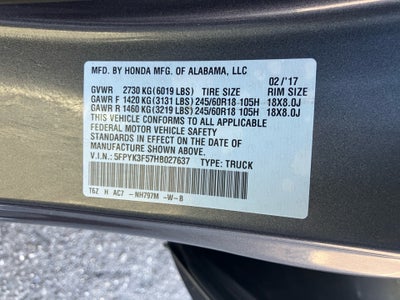 MFD. BY HONDA MFG. OF ALABAMA, LLC
02 /'17
GVWR 2730 KG(6019 LBS) TIRE SIZE RIM SIZE
GAWR F 1420 KG(3131 LBS) 245/60R18 105H 18X8.0J
GAWR R 1460 KG(3219 LBS) 245/60R18 105H 18X8.0J
THIS VEHICLE CONFORMS TO ALL APPLICABLE
FEDERAL MOTOR VEHICLE SAFETY
STANDARDS IN EFFECT ON THE DATE OF
MANUFACTURE SHOWN ABOVE.
V.I.N.: 5FPYK3F57HB027637 TYPE: TRUCK
T6Z H AC7 -NH797M -W-B